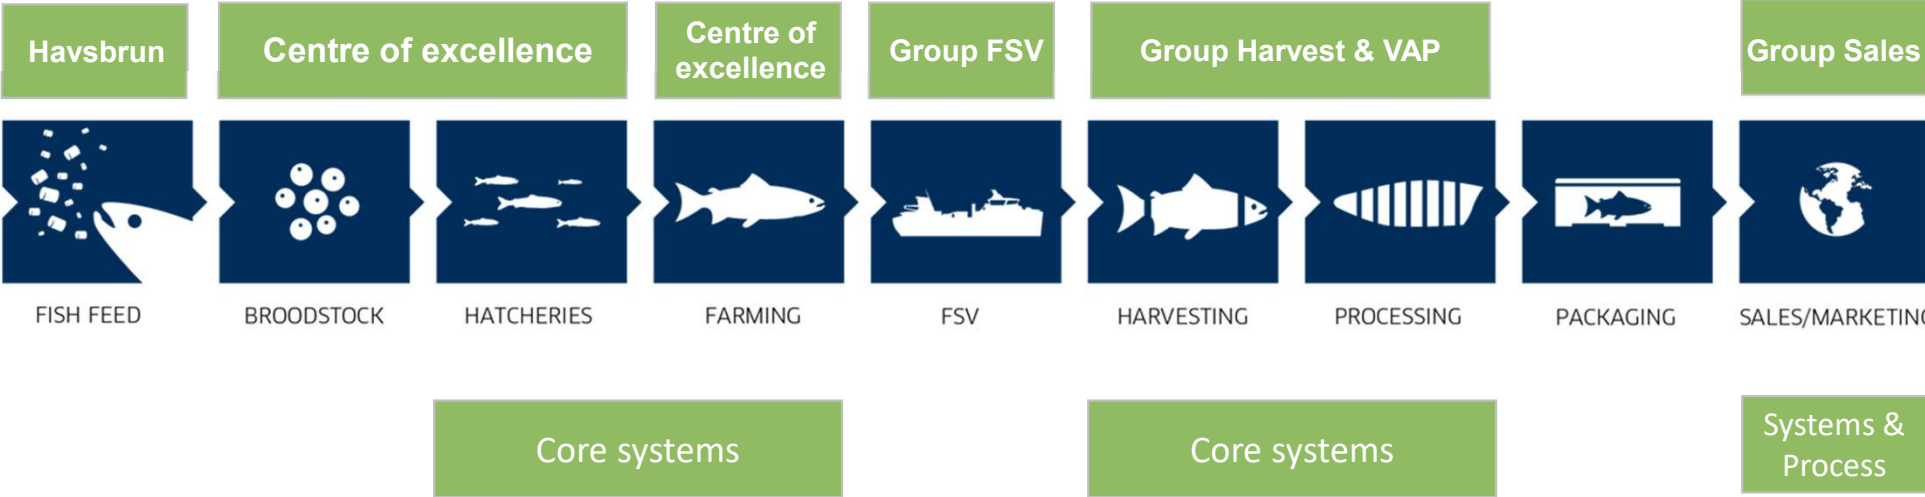 Havsbrun
Centre of excellence
Centre of
excellence
Group FSV
Group Harvest & VAP
Group Sales
FISH FEED
BROODSTOCK
HATCHERIES
FARMING
FSV
HARVESTING
PROCESSING
PACKAGING
SALES/MARKETING
Core systems
Core systems
Systems &
Process